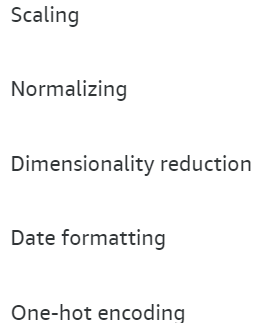 Scaling
Normalizing
Dimensionality reduction
Date formatting
One-hot encoding